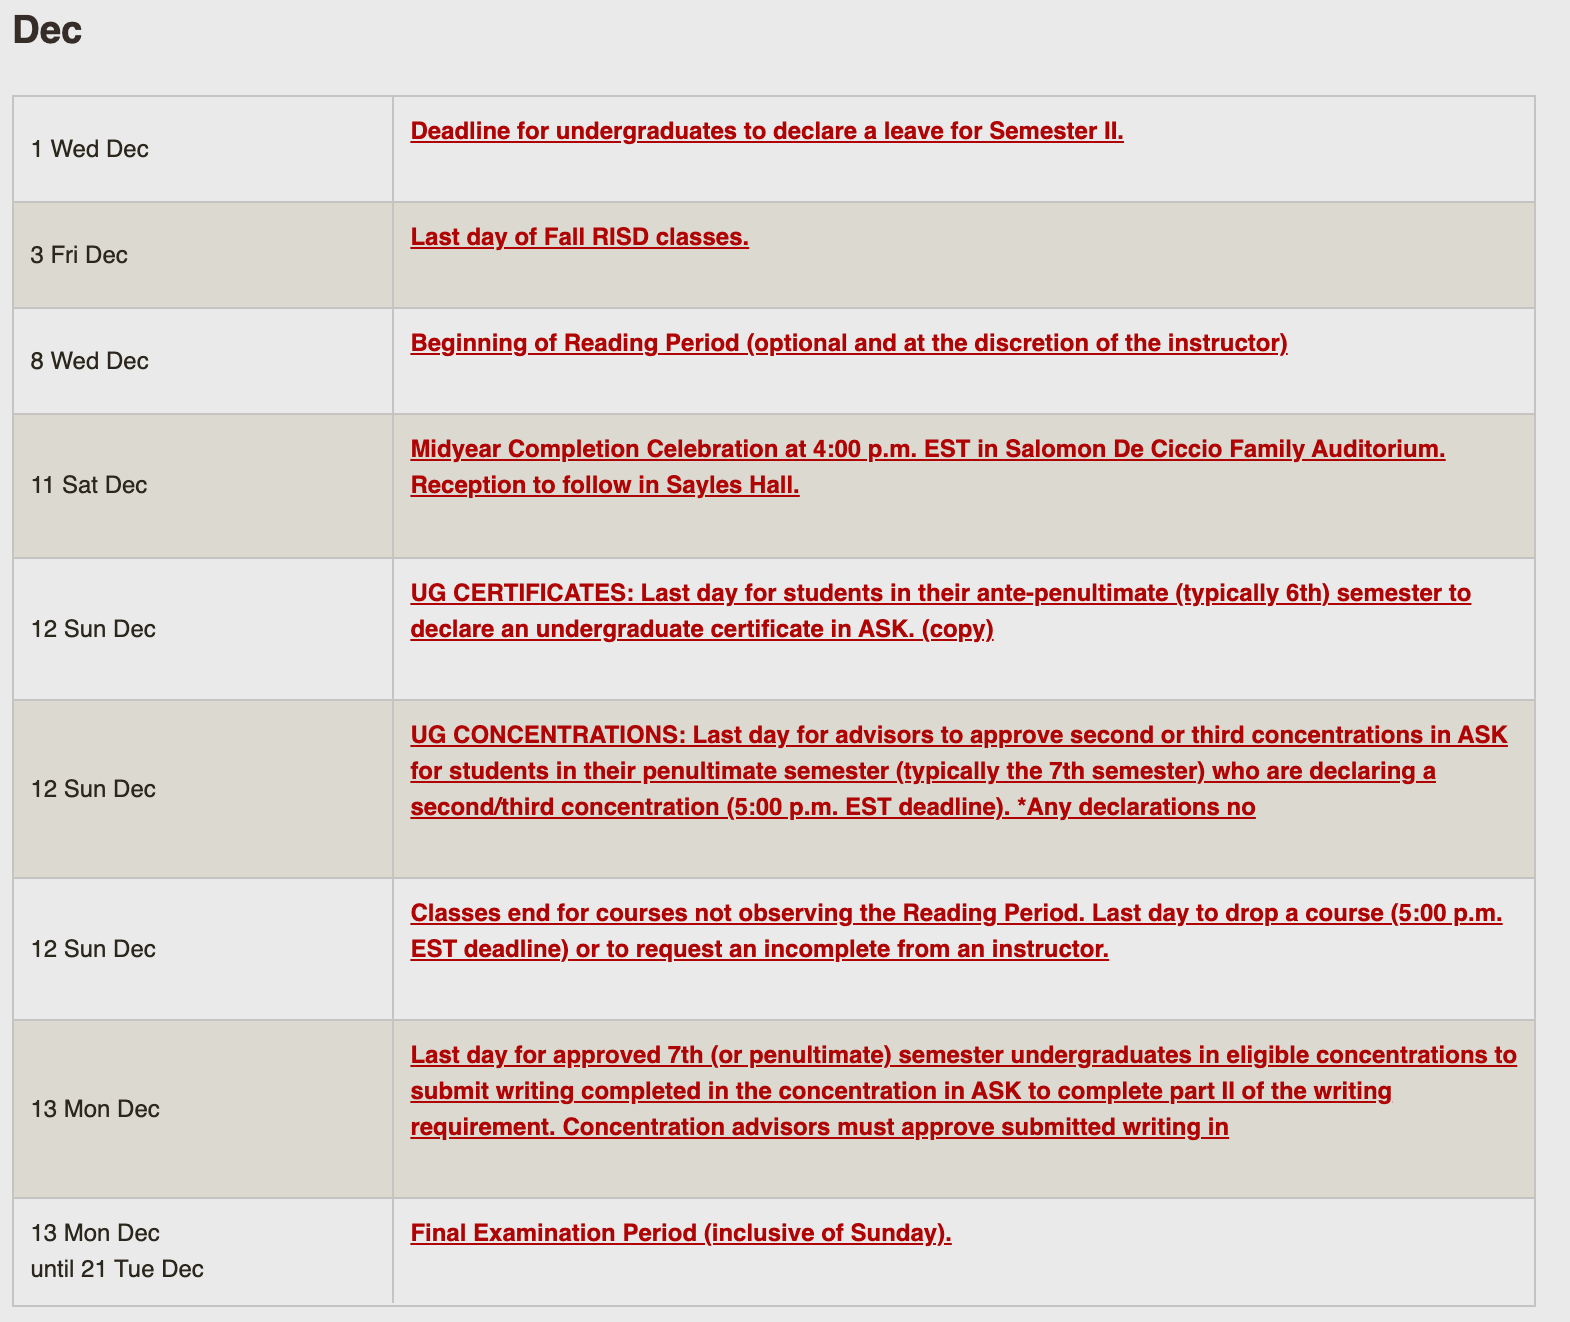 Dec
1 Wed Dec
Deadline for undergraduates to declare a leave for Semester II.
3 Fri Dec
Last day of Fall RISD classes.
8 Wed Dec
Beginning of Reading Period (optional and at the discretion of the instructor)
11 Sat Dec
Midyear Completion Celebration at 4:00 p.m. EST in Salomon De Ciccio Family Auditorium.
Reception to follow in Sayles Hall.
12 Sun Dec
UG CERTIFICATES: Last day for students in their ante-penultimate (typically 6th) semester to
declare an undergraduate certificate in ASK. (copy)
12 Sun Dec
UG CONCENTRATIONS: Last day for advisors to approve second or third concentrations in ASK
for students in their penultimate semester (typically the 7th semester) who are declaring a
second/third concentration (5:00 p.m. EST deadline). *Any declarations no
12 Sun Dec
Classes end for courses not observing the Reading Period. Last day to drop a course (5:00 p.m.
EST deadline) or to request an incomplete from an instructor.
13 Mon Dec
Last day for approved 7th (or penultimate) semester undergraduates in eligible concentrations to
submit writing completed in the concentration in ASK to complete part II of the writing
requirement. Concentration advisors must approve submitted writing in
13 Mon Dec
until 21 Tue Dec
Final Examination Period (inclusive of Sunday).